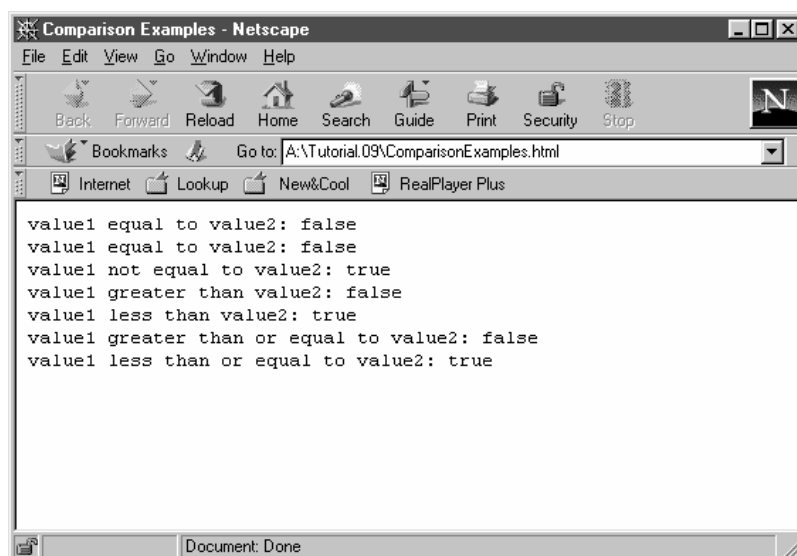 Comparison Examples - Netscape
File Edit View Go Window Help
Back Forward Reload Home Search Guide Print Security Stop
N
Bookmarks Go to: A:\Tutorial.09\ComparisonExamples.html
Internet Lookup New&Cool RealPlayer Plus
value1 equal to value2: false
value1 equal to value2: false
value1 not equal to value2: true
value1 greater than value2: false
value1 less than value2: true
value1 greater than or equal to value2: false
value1 less than or equal to value2: true
Document: Done